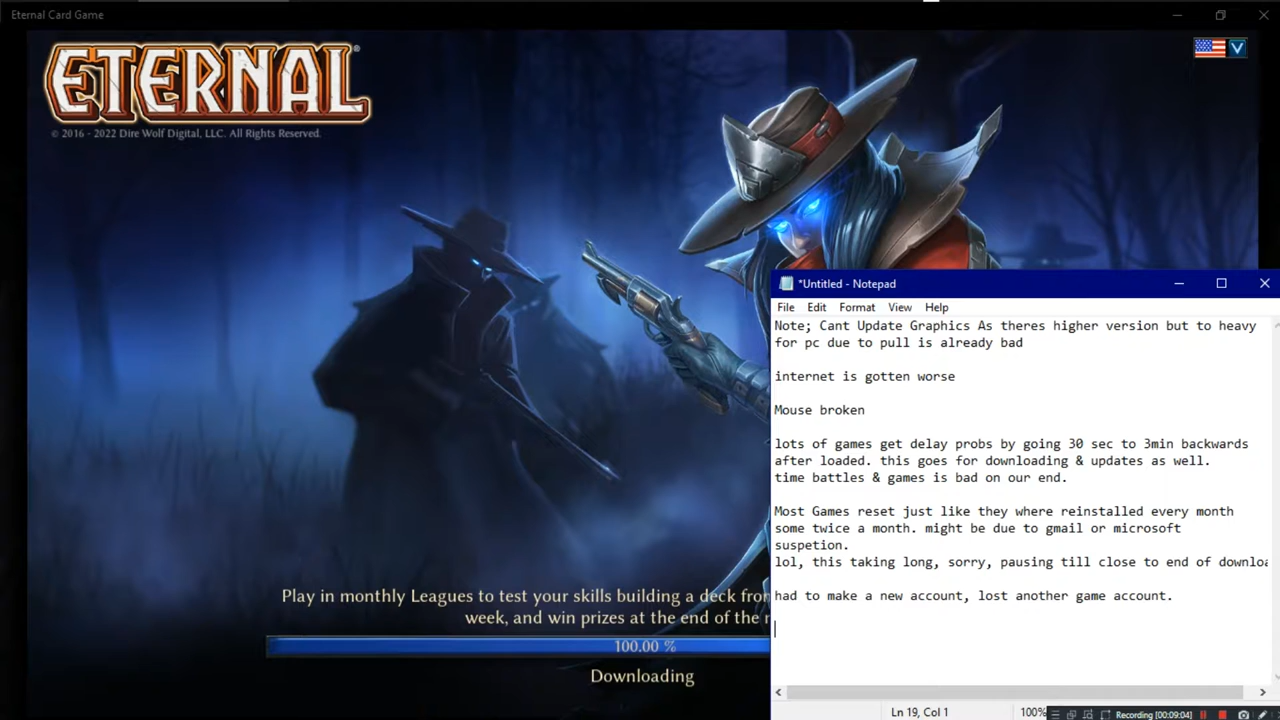 Eternal Card Game
ETERNAL
© 2016 - 2022 Dire Wolf Digital, LLC. All Rights Reserved.
*Untitled - Notepad
File Edit Format View Help
Note; Cant Update Graphics As theres higher version but to heavy
for pc due to pull is already bad
internet is gotten worse
Mouse broken
lots of games get delay probs by going 30 sec to 3min backwards
after loaded. this goes for downloading & updates as well.
time battles & games is bad on our end.
Most Games reset just like they where reinstalled every month
some twice a month. might be due to gmail or microsoft
suspetion.
lol, this taking long, sorry, pausing till close to end of downloa
had to make a new account, lost another game account.
Play in monthly Leagues to test your skills building a deck from
week, and win prizes at the end of the
100.00 %
Downloading
Ln 19, Col 1
100%
Recording [00:09:04]